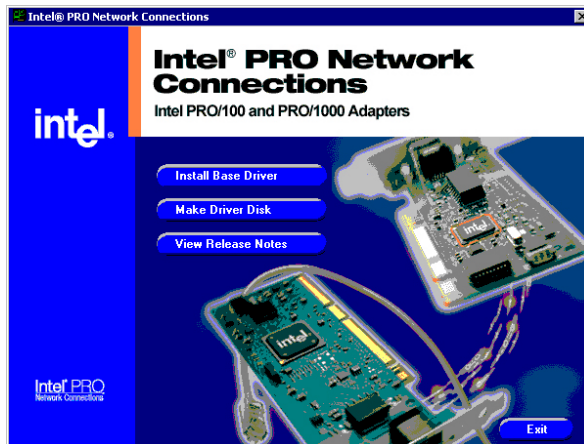 Intel® PRO Network Connections
Intel® PRO Network
Connections
Intel PRO/100 and PRO/1000 Adapters
intel.
Install Base Driver
Make Driver Disk
View Release Notes
intel
intel
Intel® PRO
Network Connections
Exit